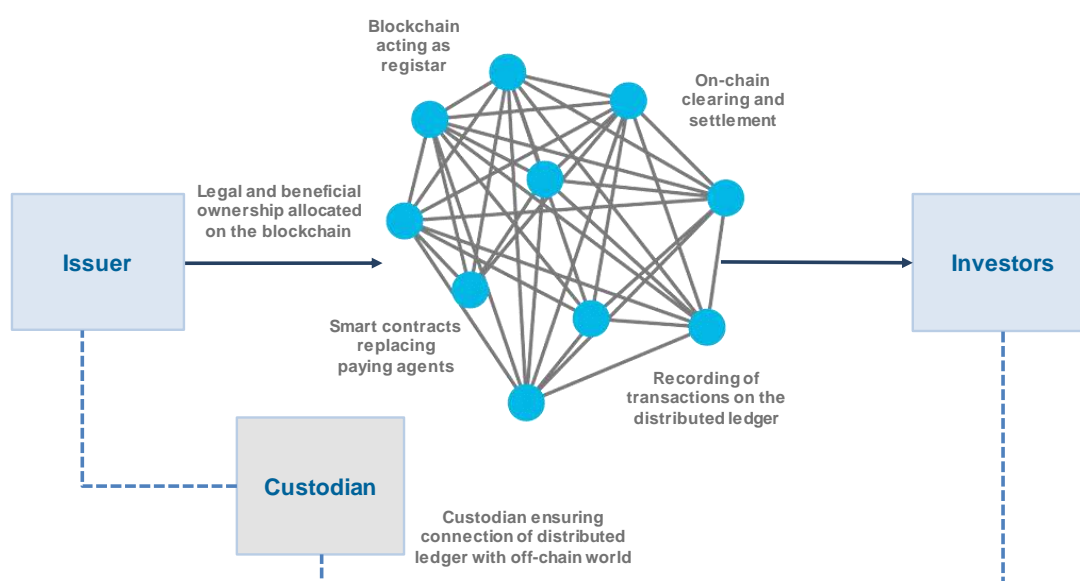 Blockchain
acting as
registar
On-chain
clearing and
settlement
Legal and beneficial
ownership allocated
on the blockchain
Issuer
Investors
Smart contracts
replacing
paying agents
Recording of
transactions on the
distributed ledger
Custodian
Custodian ensuring
connection of distributed
ledger with off-chain world